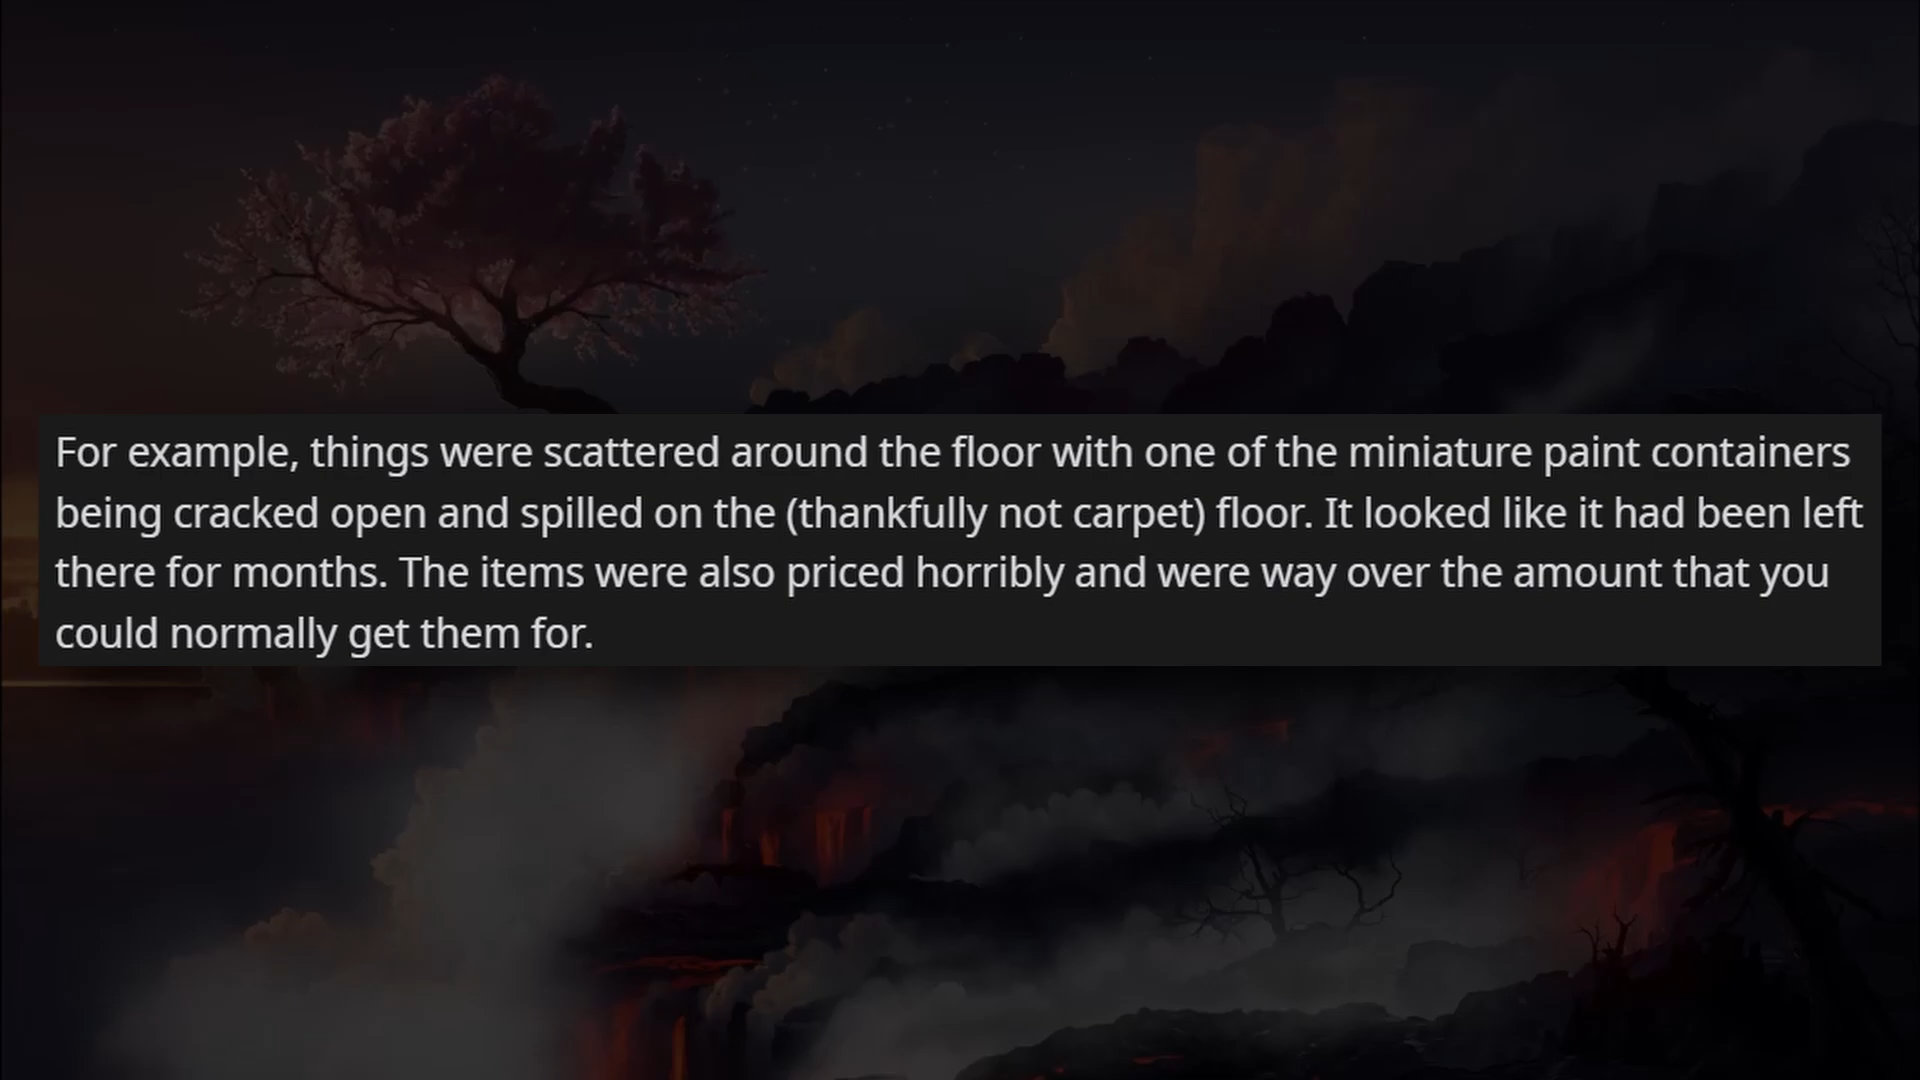 For example, things were scattered around the floor with one of the miniature paint containers
being cracked open and spilled on the (thankfully not carpet) floor. It looked like it had been left
there for months. The items were also priced horribly and were way over the amount that you
could normally get them for.